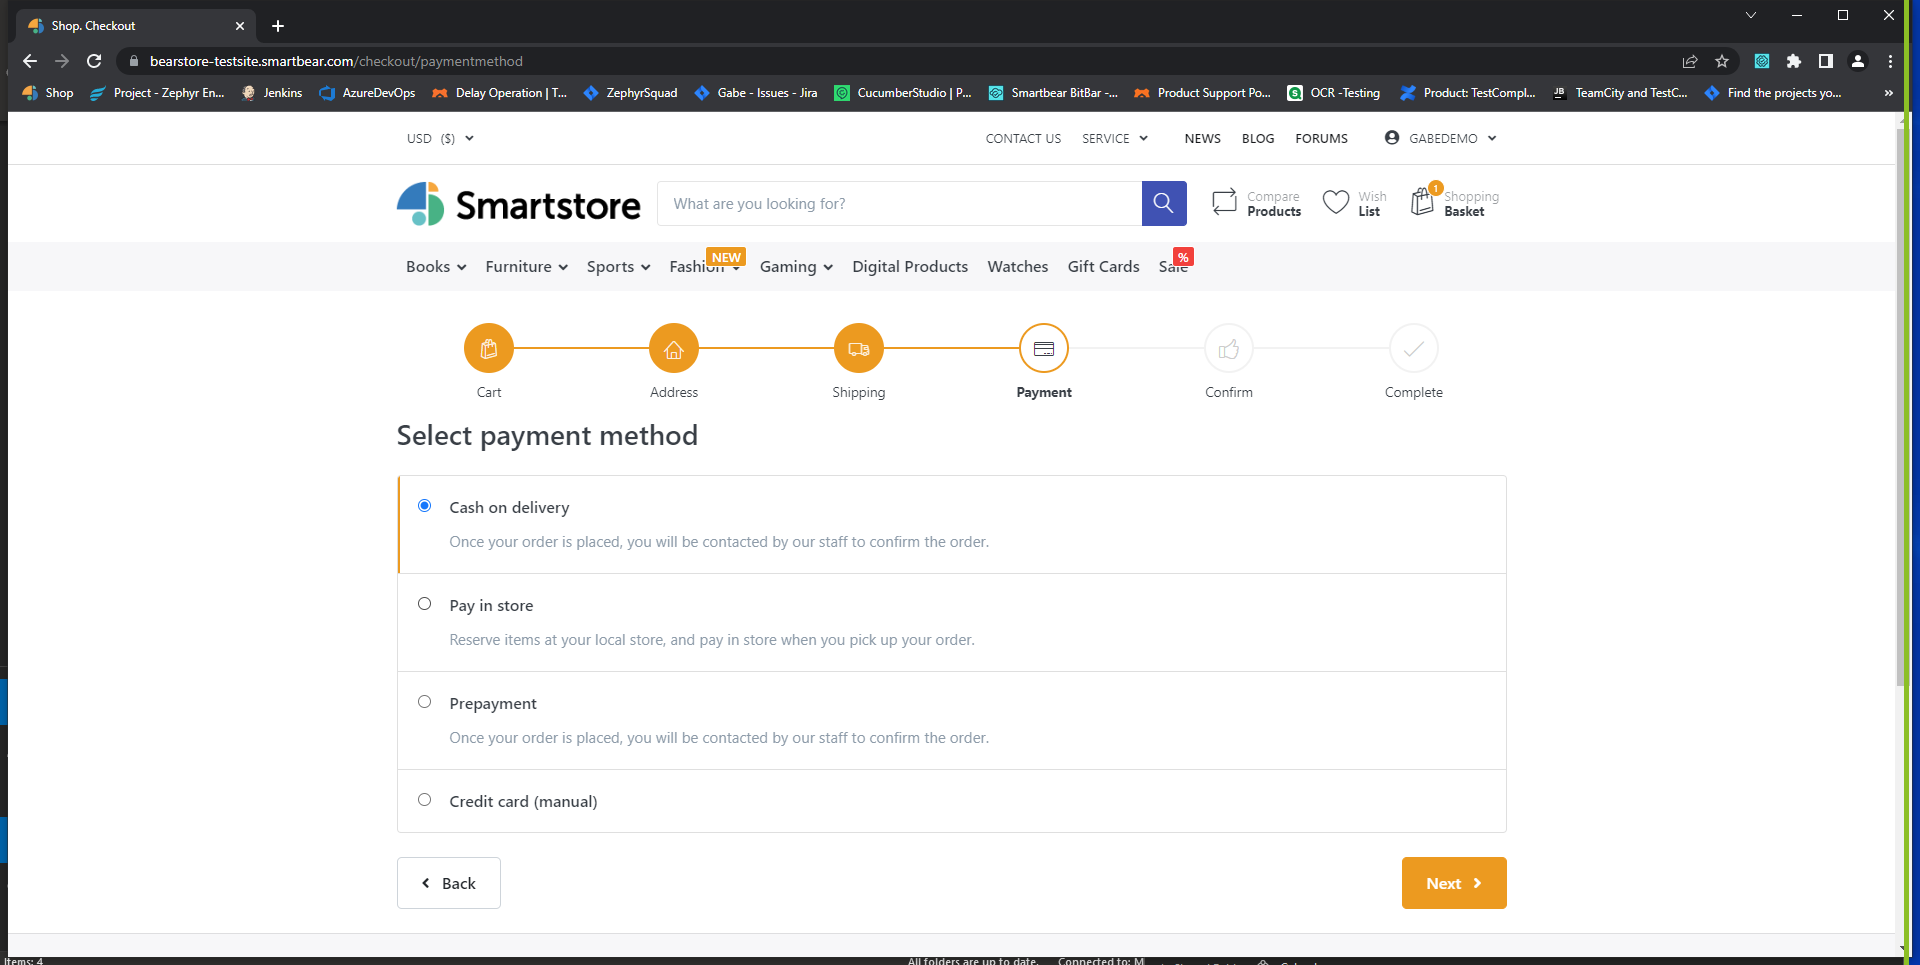 Shop. Checkout
bearstore-testsite.smartbear.com/checkout/paymentmethod
Shop
Project - Zephyr En...
Jenkins
AzureDevOps
Delay Operation | T...
ZephyrSquad
Gabe - Issues - Jira
CucumberStudio | P...
Smartbear BitBar -...
Product Support Po...
OCR -Testing
Product: TestCompl...
TeamCity and TestC...
Find the projects yo...
»
USD ($)
CONTACT US
SERVICE
NEWS
BLOG
FORUMS
GABEDEMO
Smartstore
What are you looking for?
Compare
Products
Wish
List
1
Shopping
Basket
Books
Furniture
Sports
Fashion
NEW
Gaming
Digital Products
Watches
Gift Cards
Sale
%
Cart
Address
Shipping
Payment
Confirm
Complete
Select payment method
Cash on delivery
Once your order is placed, you will be contacted by our staff to confirm the order.
Pay in store
Reserve items at your local store, and pay in store when you pick up your order.
Prepayment
Once your order is placed, you will be contacted by our staff to confirm the order.
Credit card (manual)
Back
Next
Items: 4
All folders are up to date.
Connected to: Mi